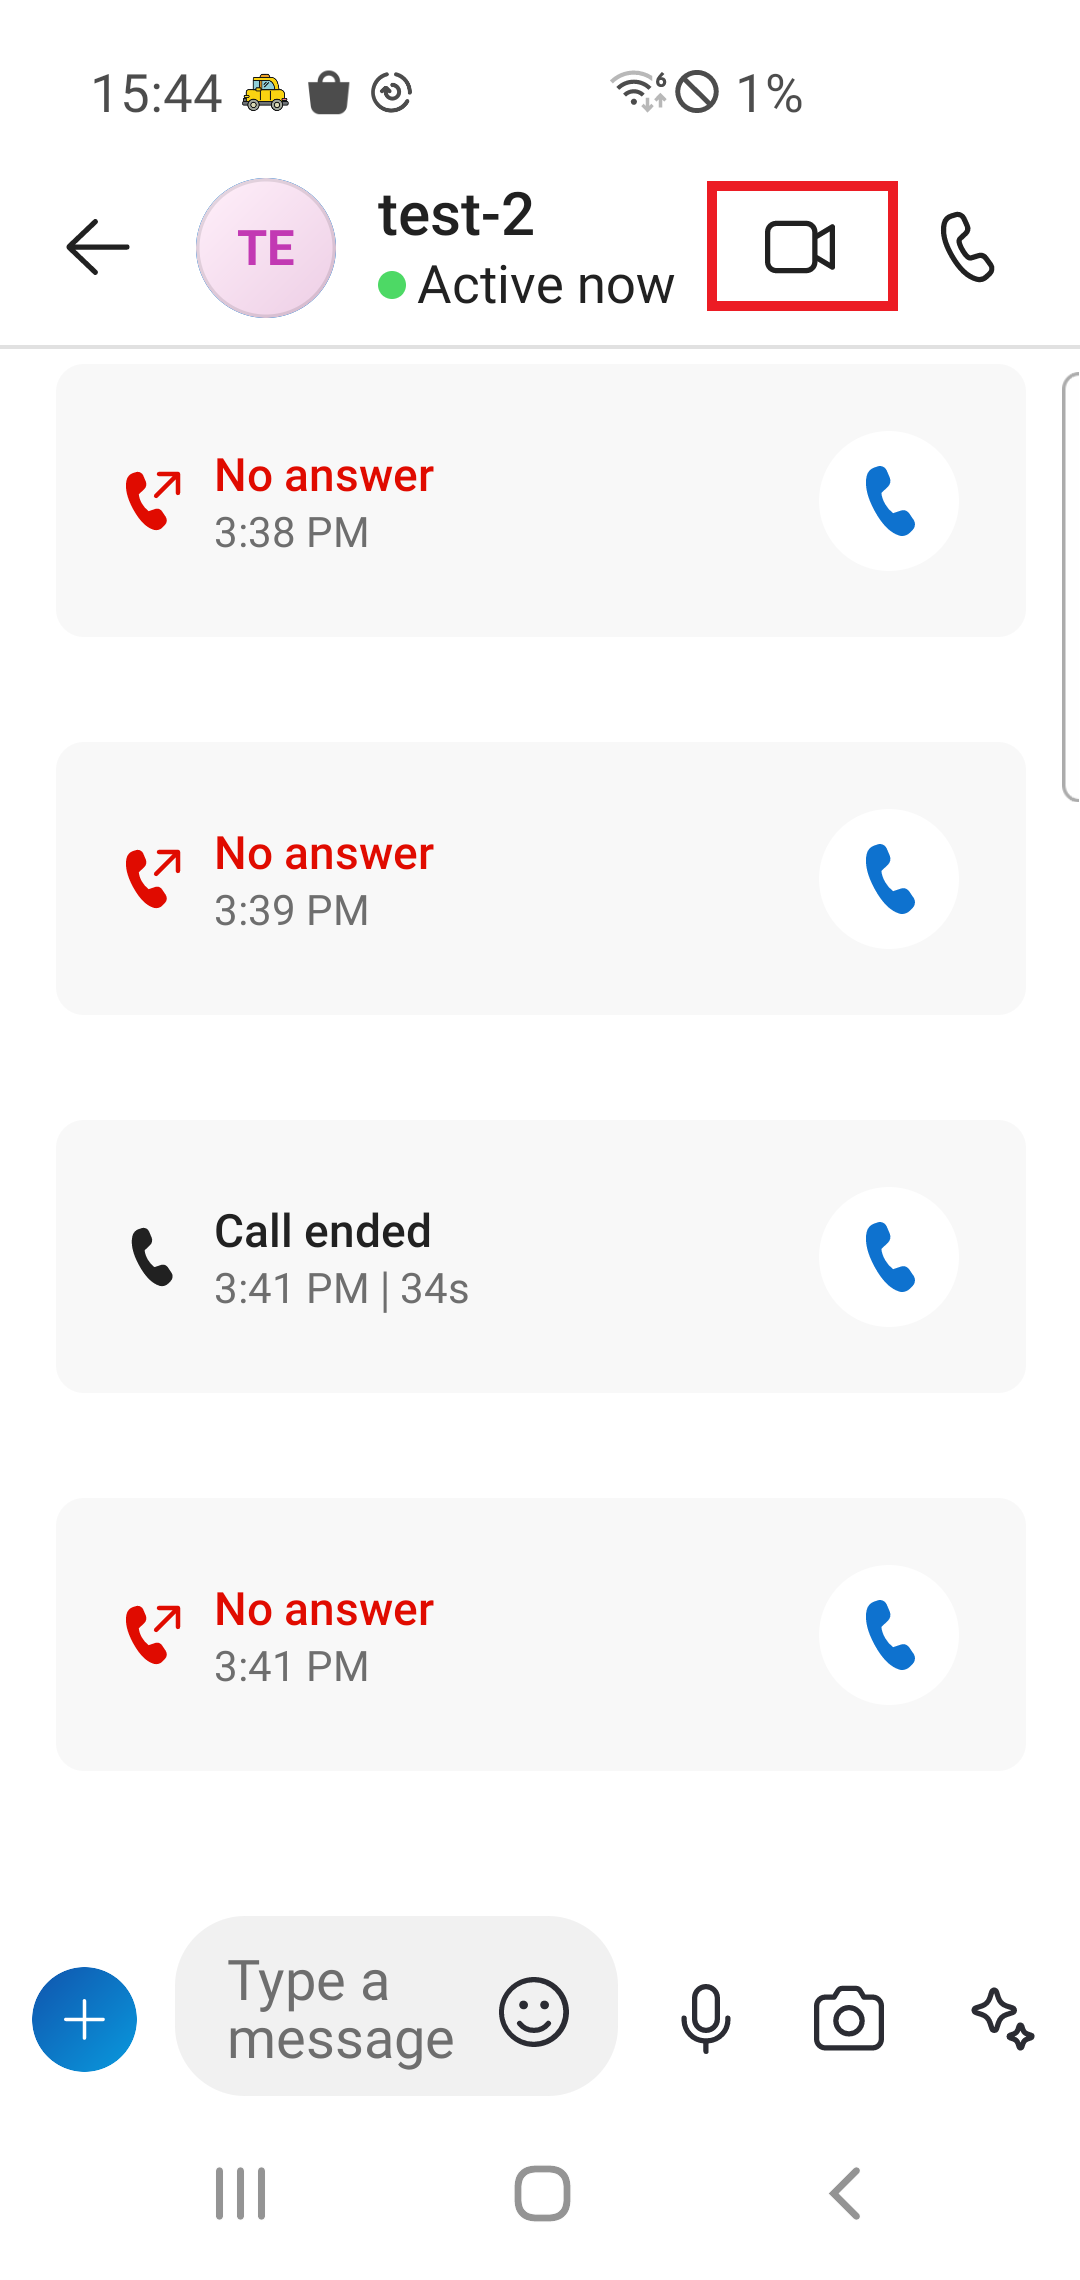 15:44
6
1%
TE
test-2
Active now
No answer
3:38 PM
No answer
3:39 PM
Call ended
3:41 PM | 34s
No answer
3:41 PM
Type a
message